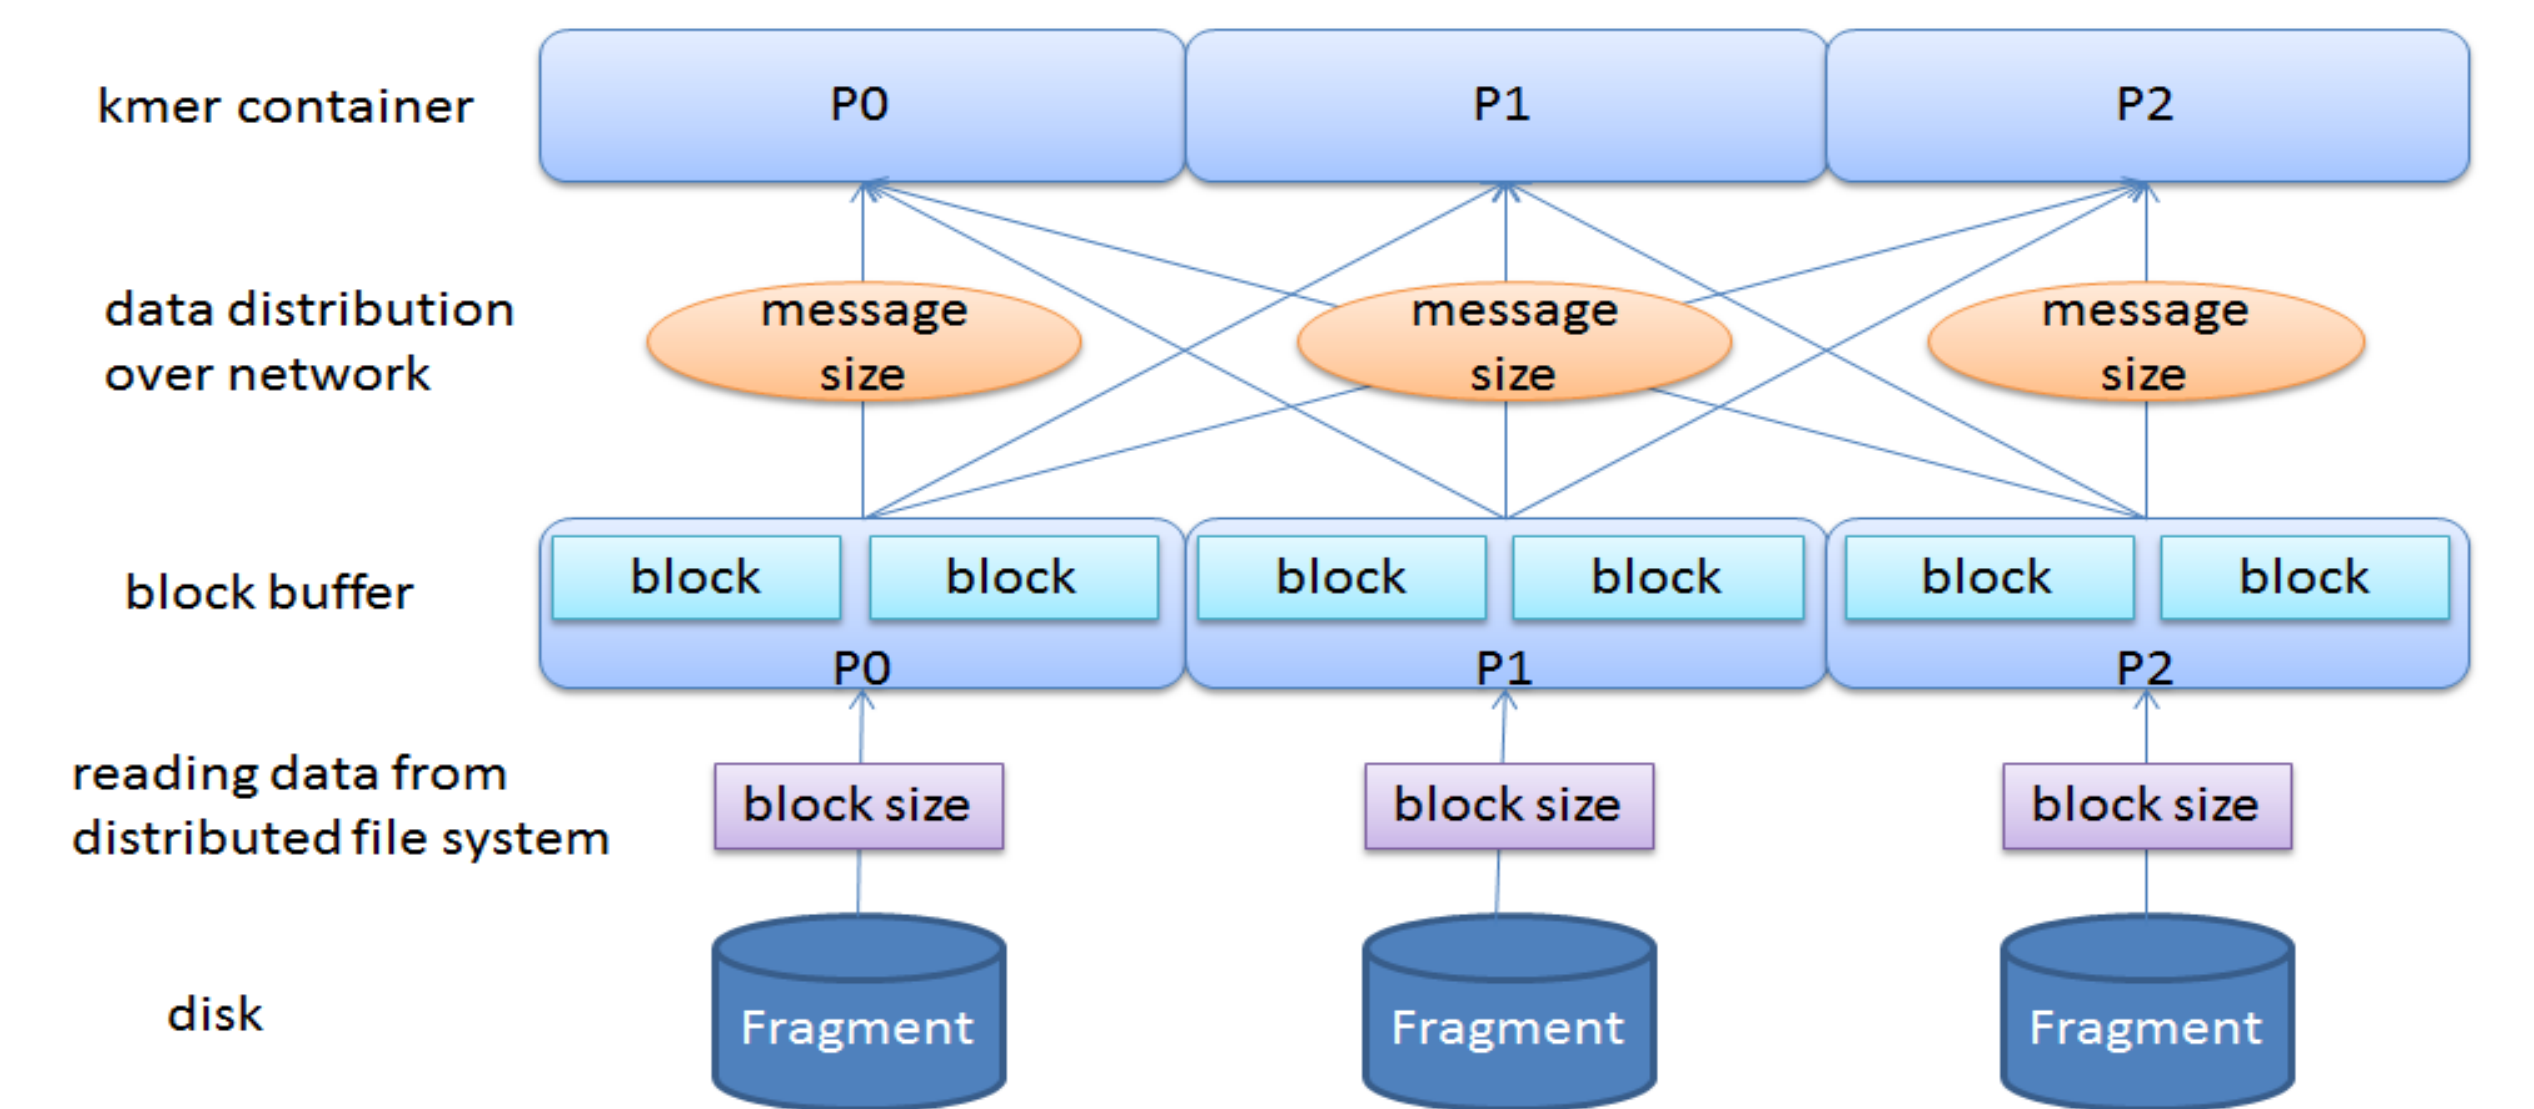 kmer container
P0
P1
P2
data distribution
over network
message
size
message
size
message
size
block buffer
block
block
block
block
block
block
P0
P1
P2
reading data from
distributed file system
block size
block size
block size
disk
Fragment
Fragment
Fragment